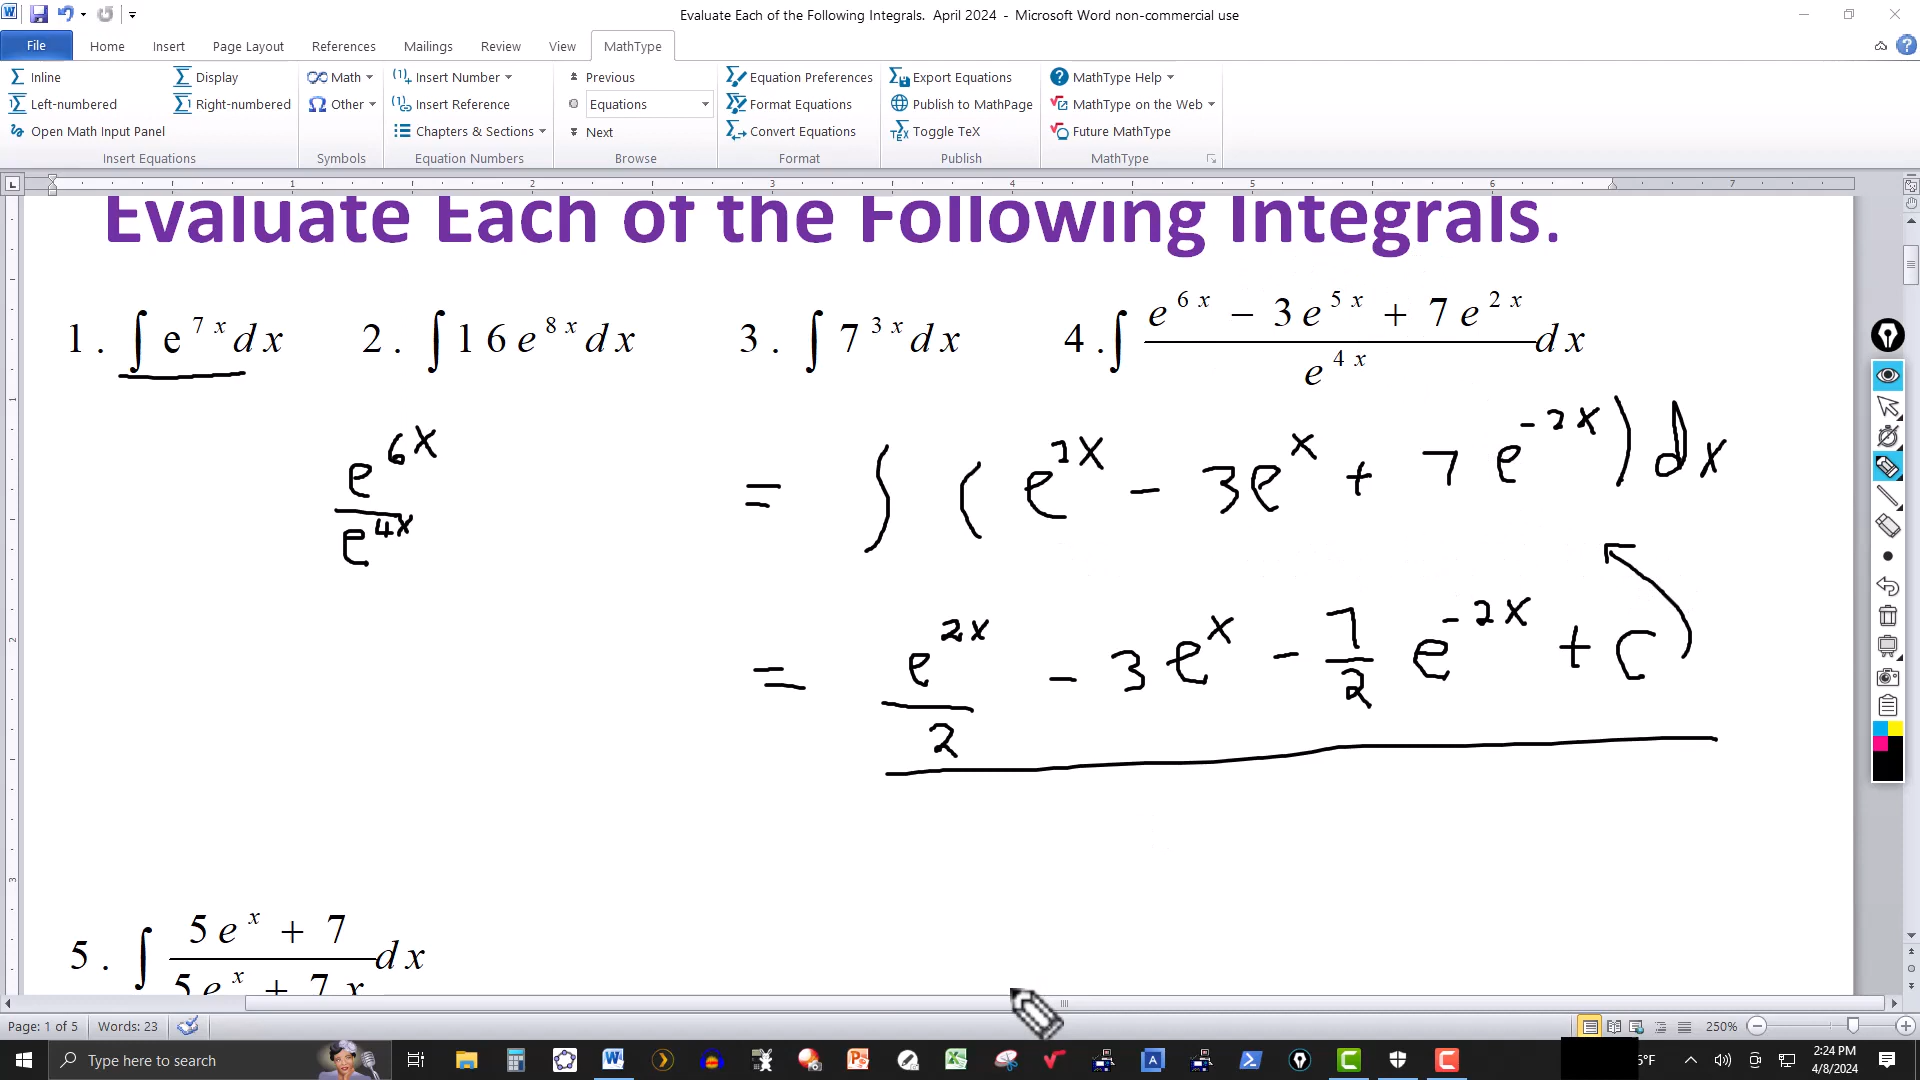 Evaluate Each of the Following Integrals. April 2024 - Microsoft Word non-commercial use
File Home Insert Page Layout References Mailings Review View MathType
Inline Display Math Insert Number Previous Equation Preferences Export Equations MathType Help
Left-numbered Right-numbered Other Insert Reference Equations Format Equations Publish to MathPage MathType on the Web
Open Math Input Panel Chapters & Sections Next Convert Equations Toggle TeX Future MathType
Insert Equations Symbols Equation Numbers Browse Format Publish MathType
1 2 3 4 5 6 7
Evaluate Each of the Following Integrals.
1. ∫ e^{7x} dx 2. ∫ 16e^{8x} dx 3. ∫ 7^{3x} dx 4. ∫ (e^{6x} − 3e^{5x} + 7e^{2x})/e^{4x} dx
e^{6x}/e^{4x} = ∫ (e^{2x} − 3e^x + 7e^{-2x}) dx
= e^{2x}/2 − 3e^x − 7/2 e^{-2x} + C
5. ∫ (5e^x + 7)/(5e^x + 7x) dx
Page: 1 of 5 Words: 23 250%
Type here to search 2:24 PM
4/8/2024